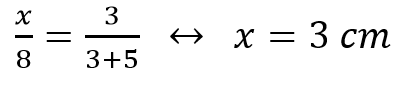 x/8 = 3/(3+5) ↔ x = 3 cm